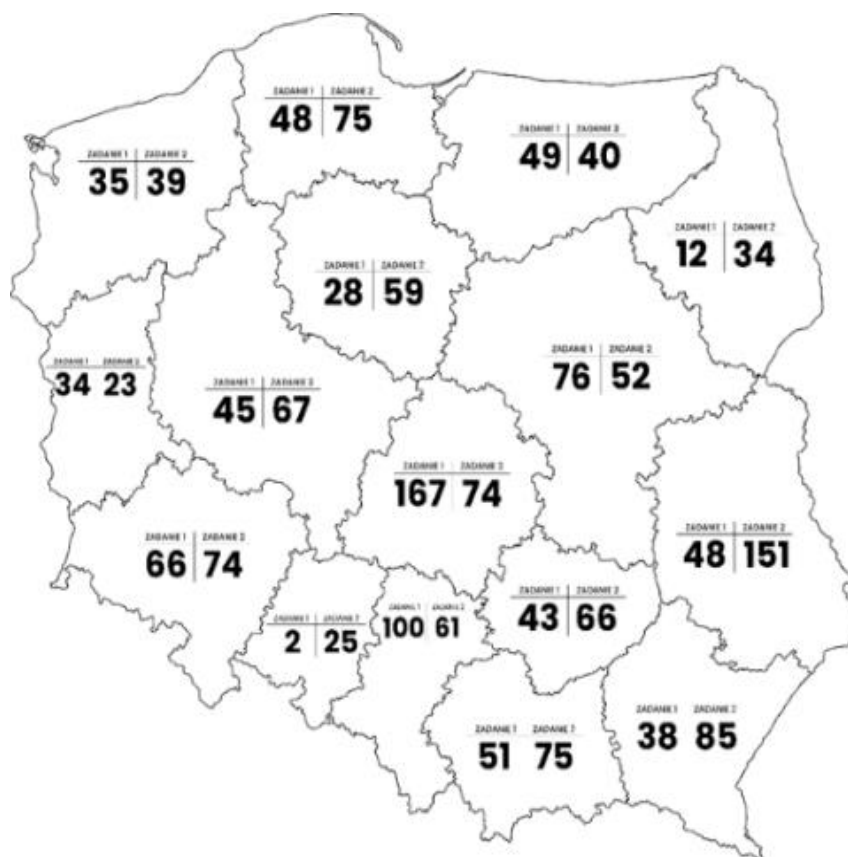 ZADANIE 1 ZADANIE 2
48 75
ZADANIE 1 ZADANIE 2
49 40
ZADANIE 1 ZADANIE 2
35 39
ZADANIE 1 ZADANIE 2
12 34
ZADANIE 1 ZADANIE 2
28 59
ZADANIE 1 ZADANIE 2
76 52
ZADANIE 1 ZADANIE 2
34 23
ZADANIE 1 ZADANIE 2
45 67
ZADANIE 1 ZADANIE 2
167 74
ZADANIE 1 ZADANIE 2
48 151
ZADANIE 1 ZADANIE 2
66 74
ZADANIE 1 ZADANIE 2
43 66
ZADANIE 1 ZADANIE 2
100 61
ZADANIE 1 ZADANIE 2
2 25
ZADANIE 1 ZADANIE 2
38 85
ZADANIE 1 ZADANIE 2
51 75